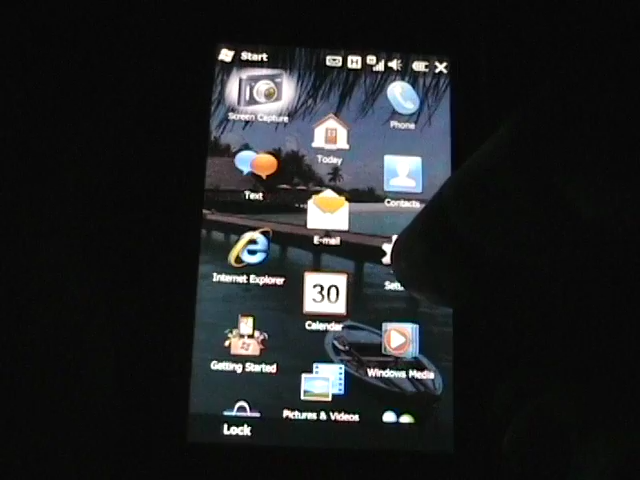 Start
H
Screen Capture
Phone
Today
Text
Contacts
E-mail
Internet Explorer
30
Calendar
Getting Started
Windows Media
Pictures & Videos
Lock